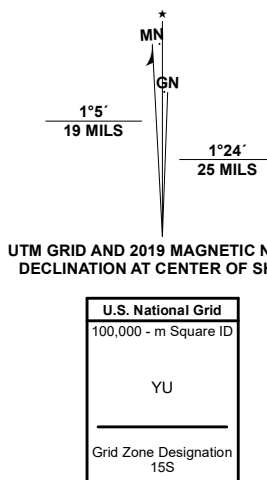 MN
GN
1°5´
19 MILS
1°24´
25 MILS
UTM GRID AND 2019 MAGNETIC N
DECLINATION AT CENTER OF SH
U.S. National Grid
100,000 - m Square ID
YU
Grid Zone Designation
15S